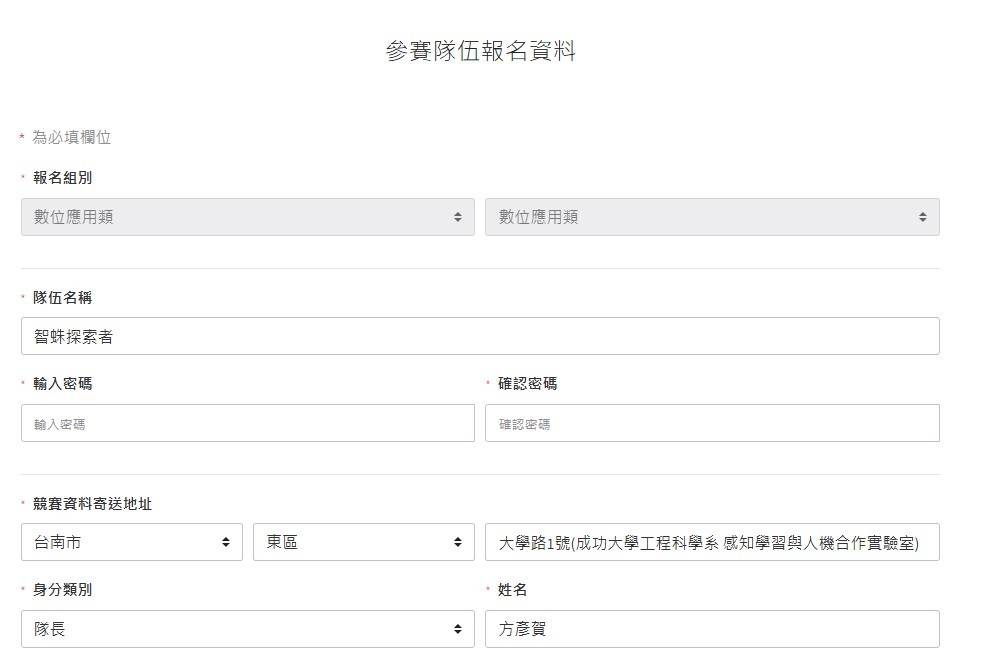 參賽隊伍報名資料
* 為必填欄位
* 報名組別
數位應用類 數位應用類
* 隊伍名稱
智蛛探索者
* 輸入密碼 * 確認密碼
輸入密碼 確認密碼
* 競賽資料寄送地址
台南市 東區 大學路1號(成功大學工程科學系 感知學習與人機合作實驗室)
* 身分類別 * 姓名
隊長 方彥賀